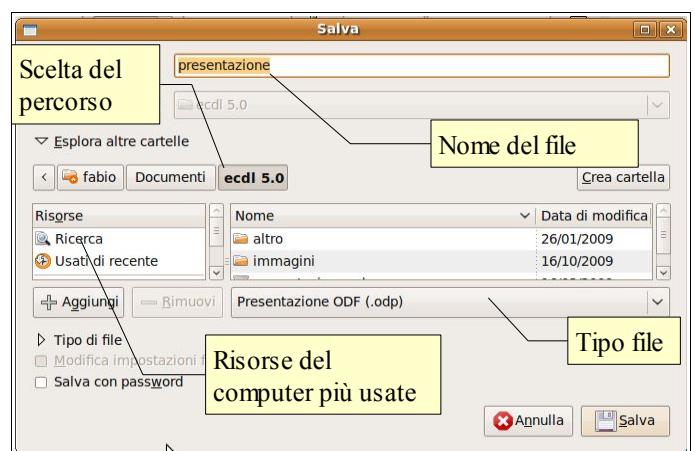 Salva
Scelta del
percorso
presentazione
ecdl 5.0
Esplora altre cartelle
Nome del file
fabio
Documenti
ecdl 5.0
Crea cartella
Risorse
Nome
Data di modifica
Ricerca
altro
26/01/2009
Usati di recente
immagini
16/10/2009
Aggiungi
Rimuovi
Presentazione ODF (.odp)
Tipo di file
Tipo file
Modifica impostazioni
Risorse del
computer più usate
Salva con password
Annulla
Salva